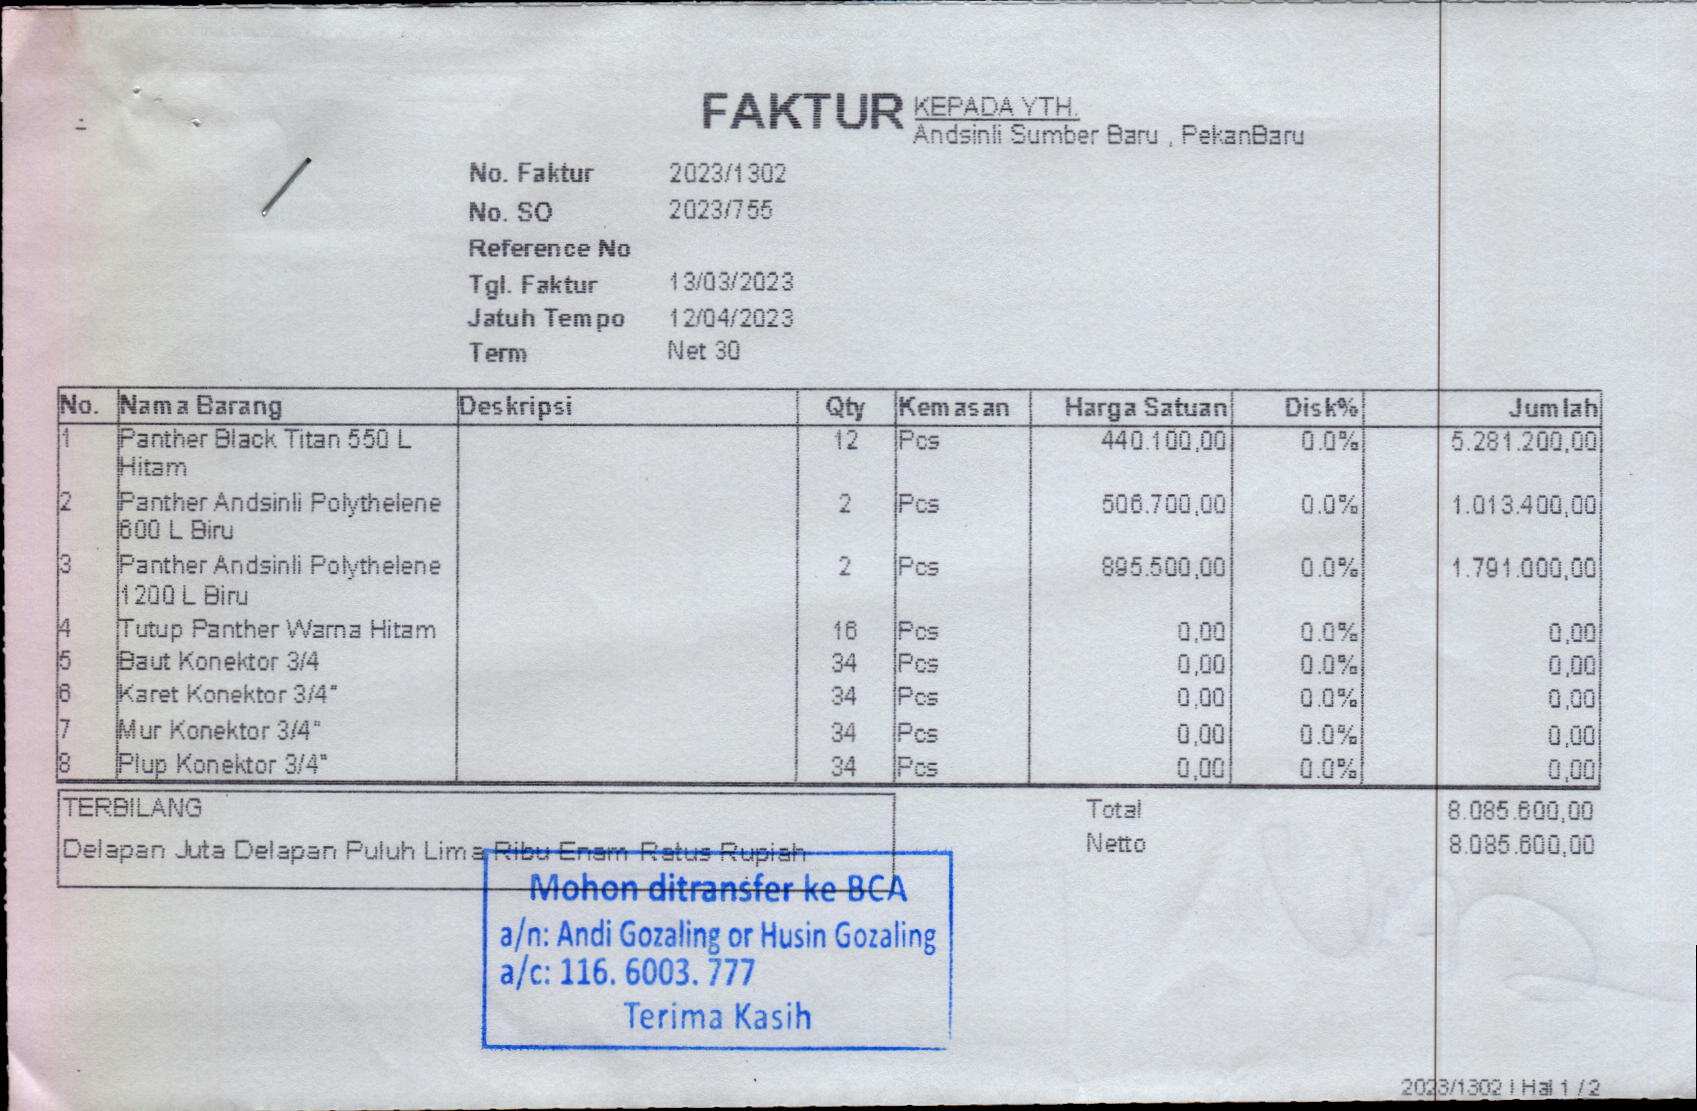 FAKTUR
KEPADA YTH.
Andsinli Sumber Baru , PekanBaru
No. Faktur 2023/1302
No. SO 2023/755
Reference No
Tgl. Faktur 13/03/2023
Jatuh Tempo 12/04/2023
Term Net 30
No. Nama Barang Deskripsi Qty Kemasan Harga Satuan Disk% Jumlah
1 Panther Black Titan 550 L 12 Pcs 440.100,00 0.0% 5.281.200,00
Hitam
2 Panther Andsinli Polythelene 2 Pcs 506.700,00 0.0% 1.013.400,00
600 L Biru
3 Panther Andsinli Polythelene 2 Pcs 895.500,00 0.0% 1.791.000,00
1200 L Biru
4 Tutup Panther Warna Hitam 16 Pcs 0,00 0.0% 0,00
5 Baut Konektor 3/4 34 Pcs 0,00 0.0% 0,00
6 Karet Konektor 3/4" 34 Pcs 0,00 0.0% 0,00
7 Mur Konektor 3/4" 34 Pcs 0,00 0.0% 0,00
8 Plup Konektor 3/4" 34 Pcs 0,00 0.0% 0,00
TERBILANG Total 8.085.600,00
Delapan Juta Delapan Puluh Lima Ribu Enam Ratus Rupiah Netto 8.085.600,00
Mohon ditransfer ke BCA
a/n: Andi Gozaling or Husin Gozaling
a/c: 116. 6003. 777
Terima Kasih
2023/1302 | Hal 1 / 2